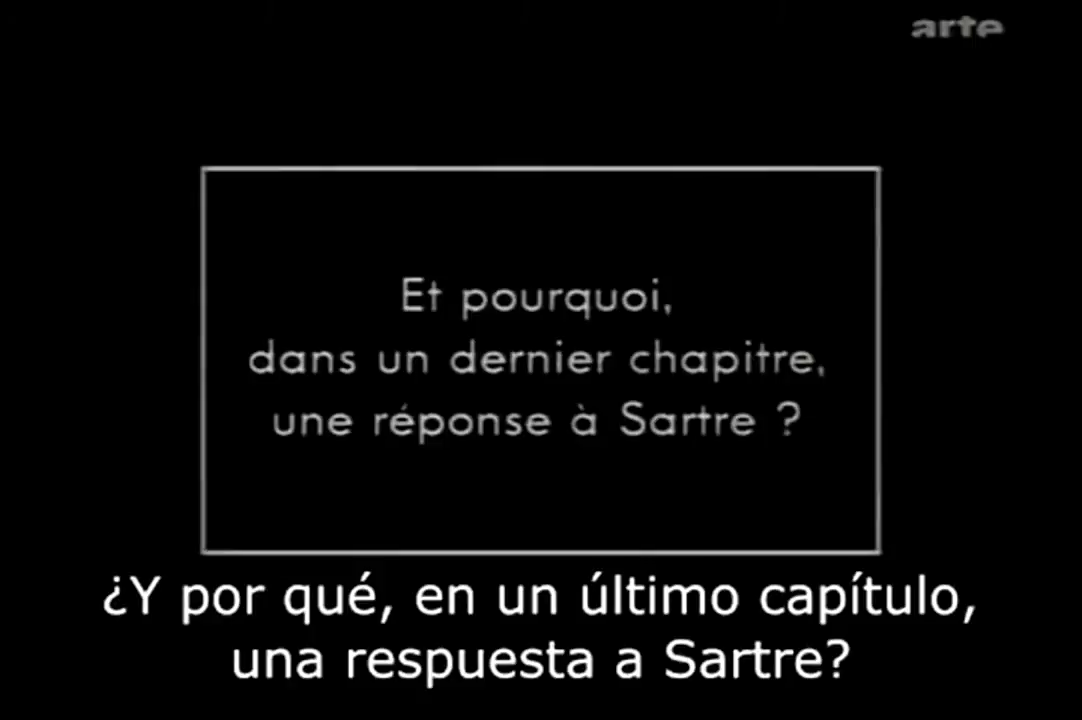 arte
Et pourquoi,
dans un dernier chapitre,
une réponse à Sartre ?
¿Y por qué, en un último capítulo,
una respuesta a Sartre?